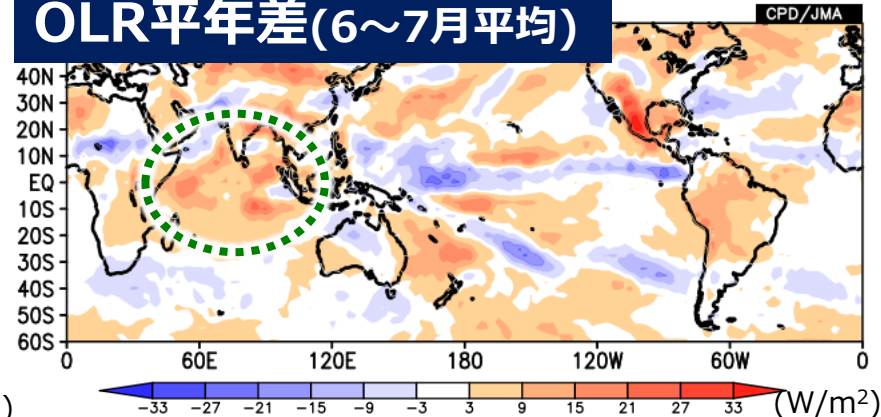 OLR平年差(6～7月平均)
CPD/JMA
40N
30N
20N
10N
EQ
10S
20S
30S
40S
50S
60S
0 60E 120E 180 120W 60W 0
-33 -27 -21 -15 -9 -3 3 9 15 21 27 33
) (W/m²)